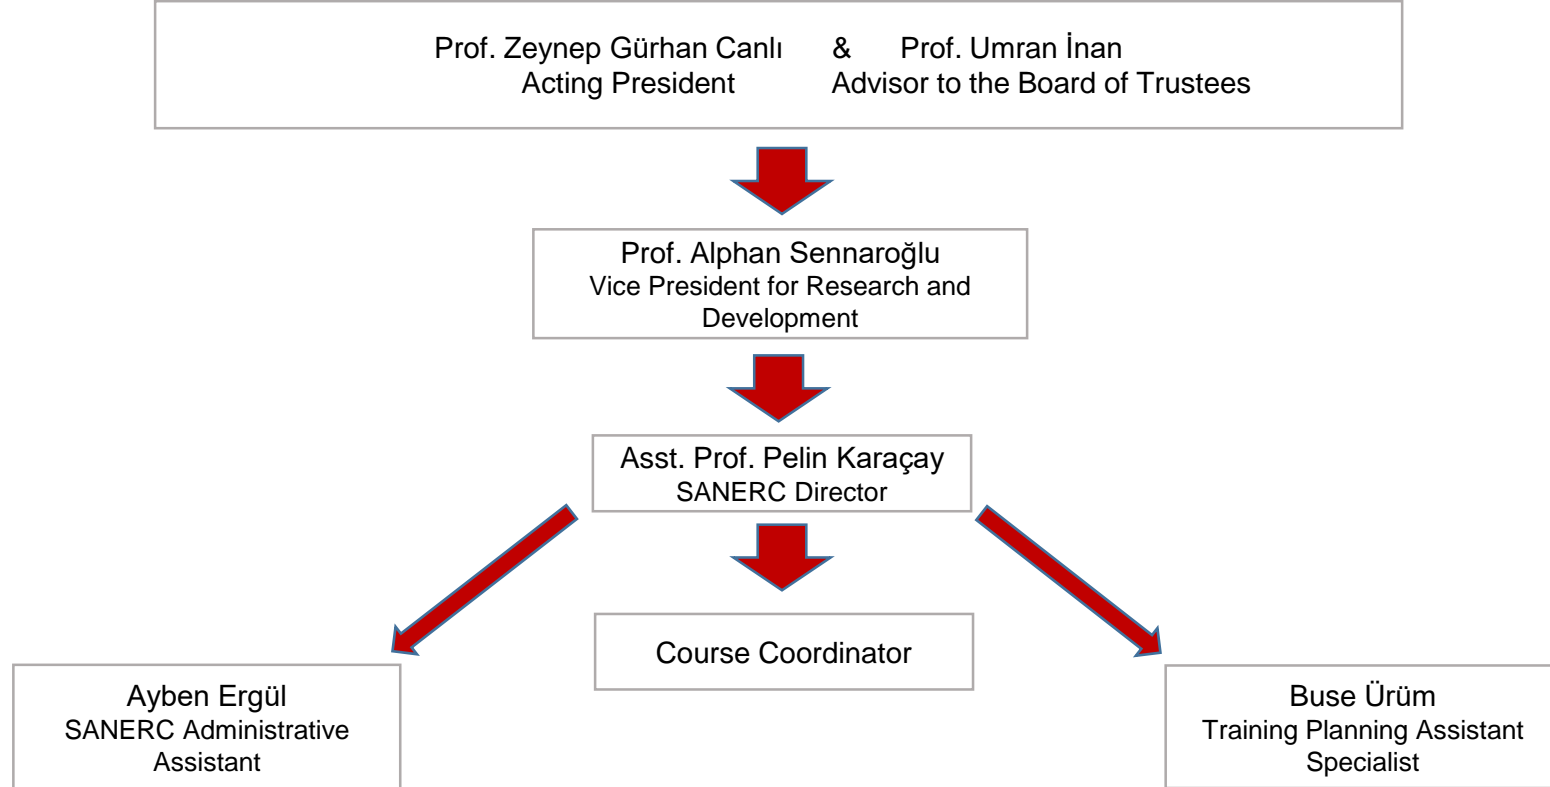 Prof. Zeynep Gürhan Canlı & Prof. Umran İnan
Acting President Advisor to the Board of Trustees
Prof. Alphan Sennaroğlu
Vice President for Research and
Development
Asst. Prof. Pelin Karaçay
SANERC Director
Course Coordinator
Ayben Ergül
SANERC Administrative
Assistant
Buse Ürüm
Training Planning Assistant
Specialist